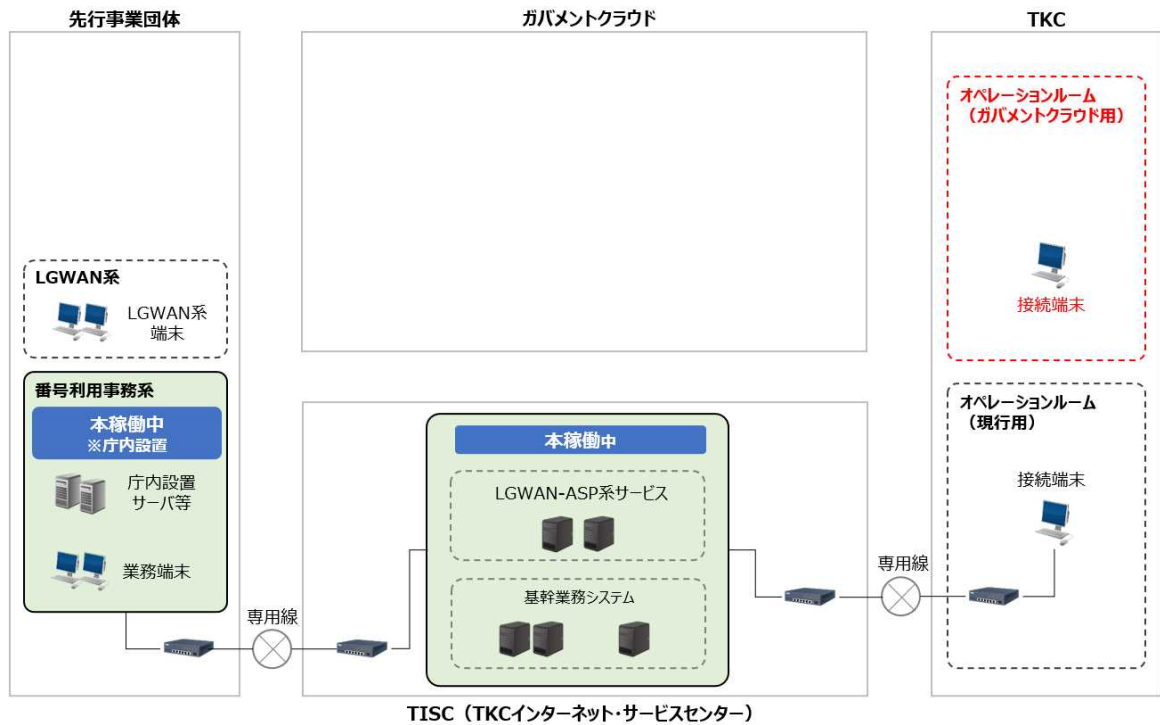 先行事業団体
ガバメントクラウド
TKC
オペレーションルーム
（ガバメントクラウド用）
接続端末
LGWAN系
LGWAN系
端末
番号利用事務系
本稼働中
※庁内設置
庁内設置
サーバ等
業務端末
専用線
本稼働中
LGWAN-ASP系サービス
基幹業務システム
専用線
オペレーションルーム
（現行用）
接続端末
TISC（TKCインターネット・サービスセンター）